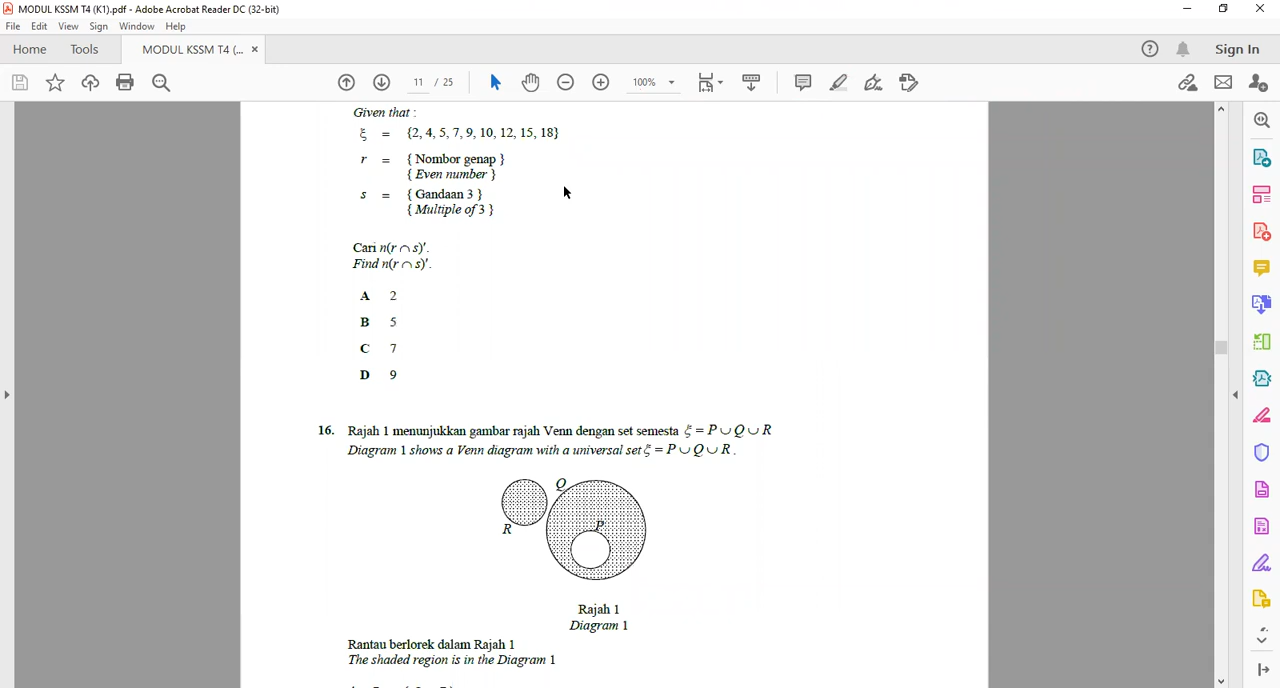 MODUL KSSM T4 (K1).pdf - Adobe Acrobat Reader DC (32-bit)
File Edit View Sign Window Help
Home Tools MODUL KSSM T4 (... × Sign In
11 / 25 100%
Given that :
ξ = {2, 4, 5, 7, 9, 10, 12, 15, 18}
r = { Nombor genap }
{ Even number }
s = { Gandaan 3 }
{ Multiple of 3 }
Cari n(r ∩ s)′.
Find n(r ∩ s)′.
A 2
B 5
C 7
D 9
16. Rajah 1 menunjukkan gambar rajah Venn dengan set semesta ξ = P ∪ Q ∪ R
Diagram 1 shows a Venn diagram with a universal set ξ = P ∪ Q ∪ R .
Q
P
R
Rajah 1
Diagram 1
Rantau berlorek dalam Rajah 1
The shaded region is in the Diagram 1